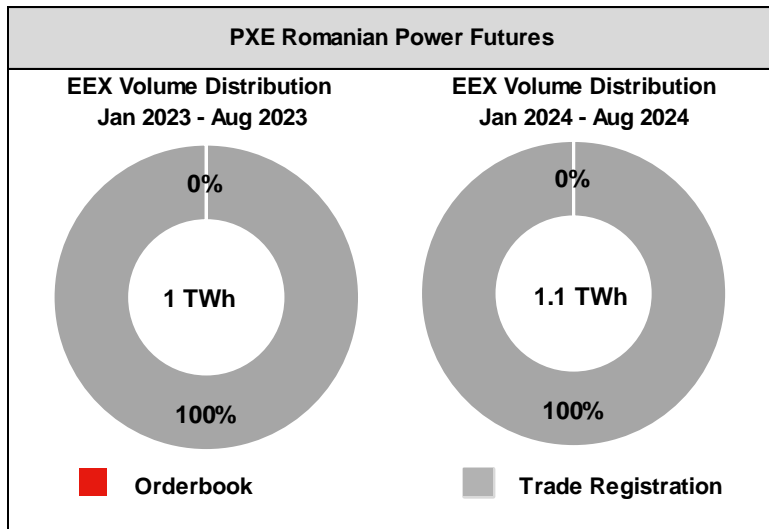 PXE Romanian Power Futures
EEX Volume Distribution
Jan 2023 - Aug 2023
0%
1 TWh
100%
EEX Volume Distribution
Jan 2024 - Aug 2024
0%
1.1 TWh
100%
Orderbook
Trade Registration